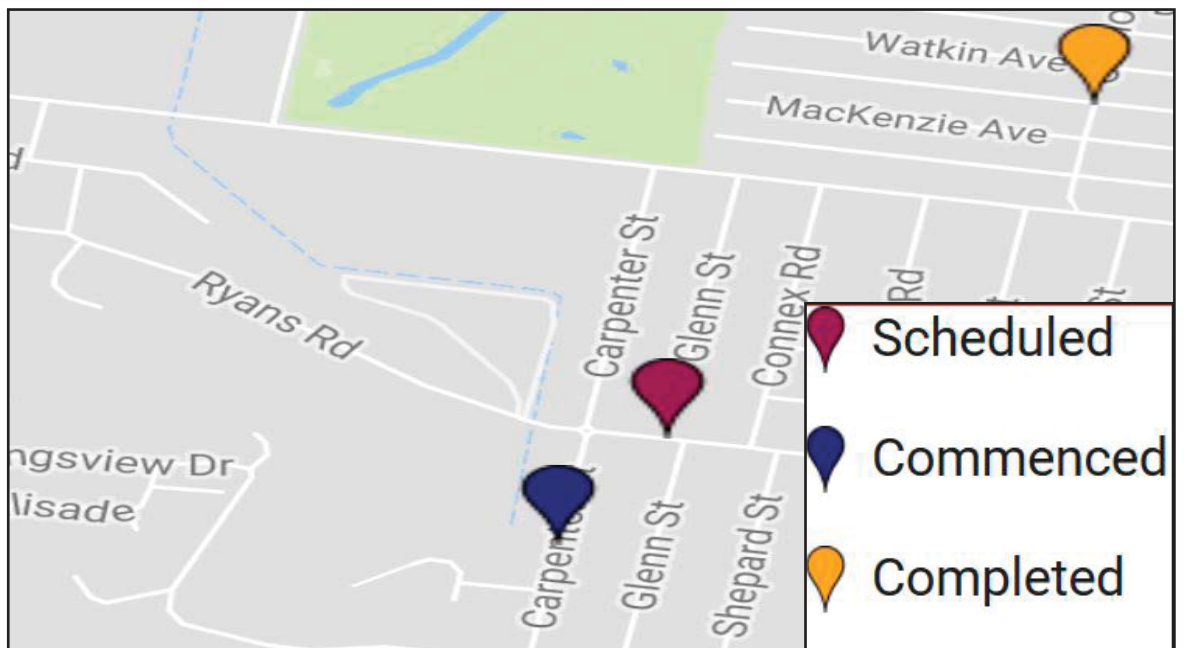 Watkin Ave
MacKenzie Ave
Carpenter St
Glenn St
Connex Rd
Rd
St
Ryans Rd
Scheduled
Commenced
Completed
ngsview Dr
lisade
Glenn St
Shepard St